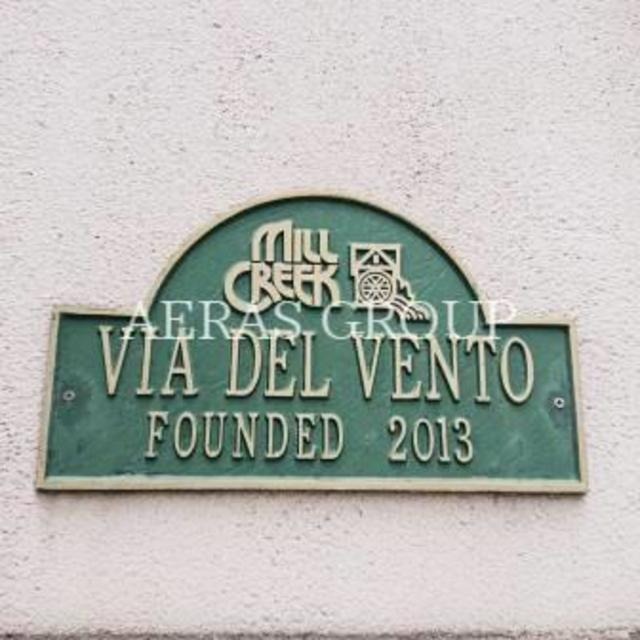 MILL
CREEK
AERAS GROUP
VIA DEL VENTO
FOUNDED 2013